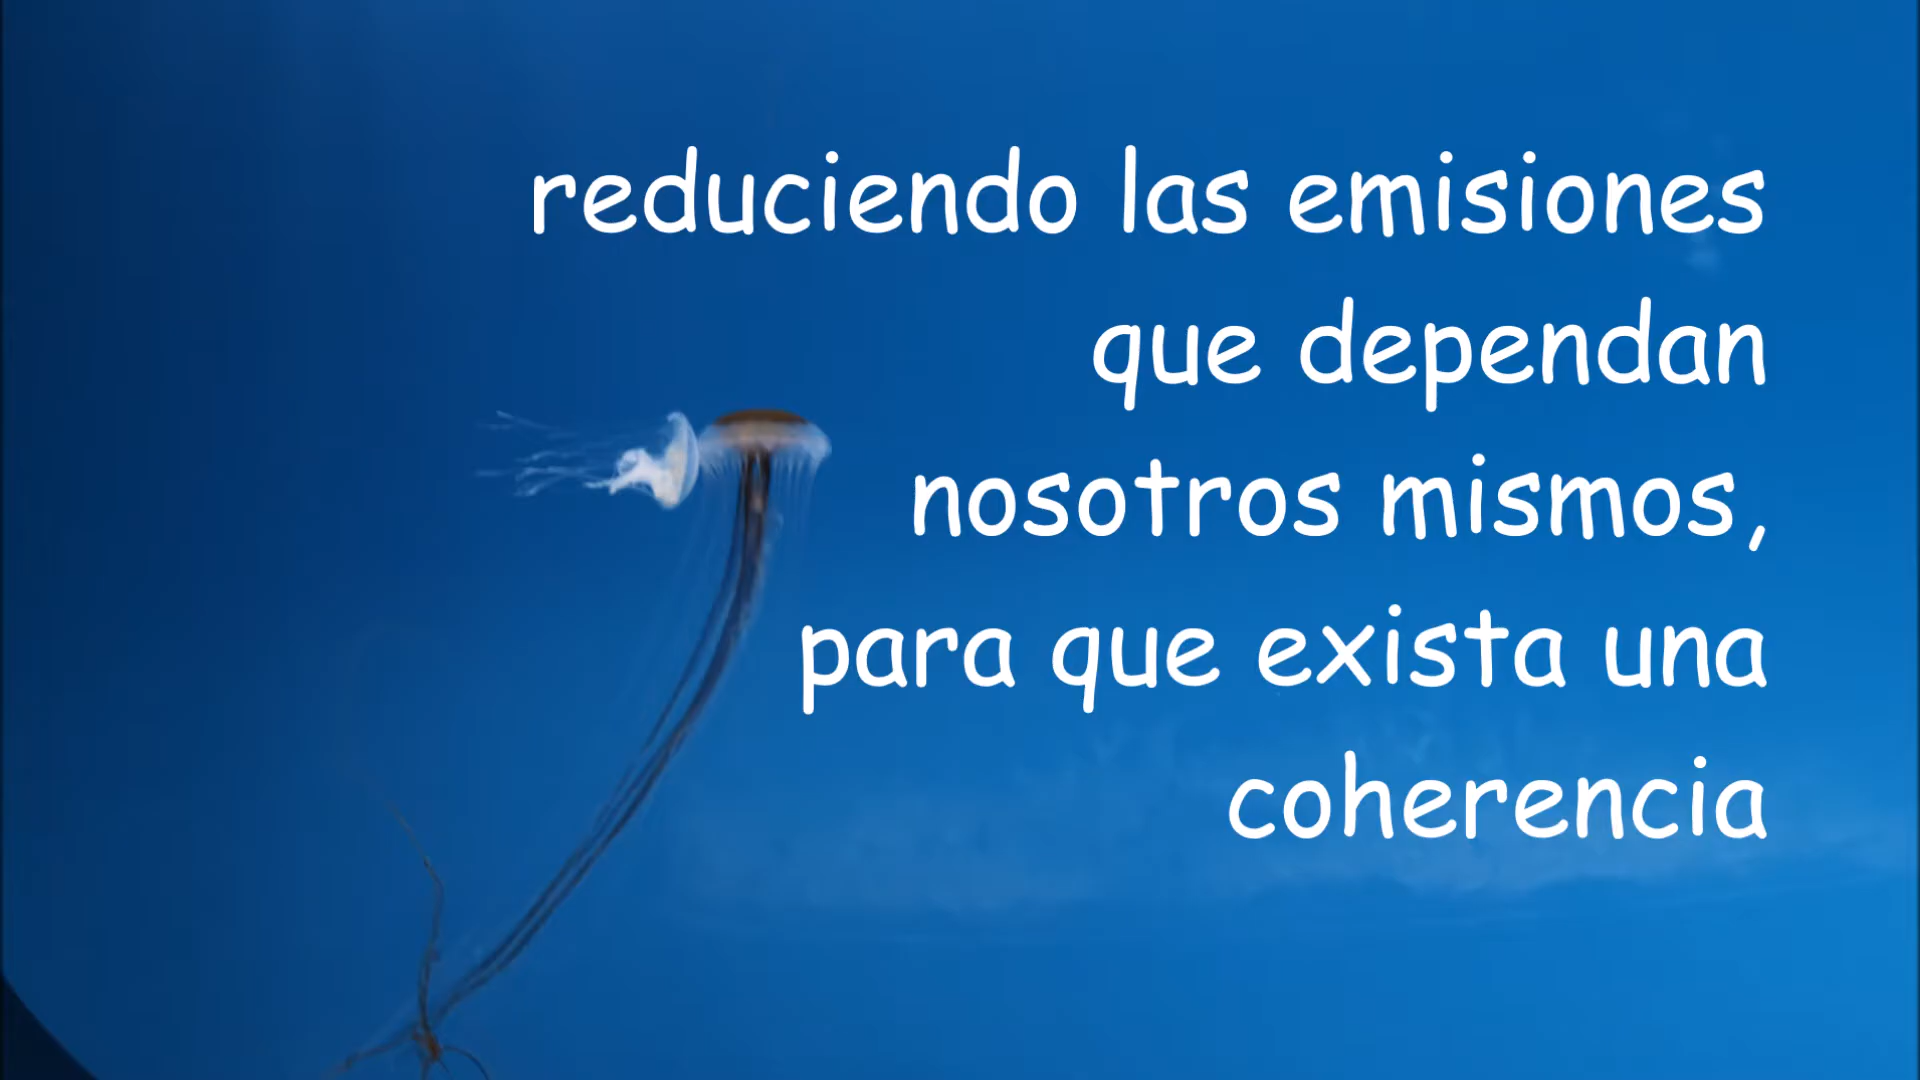 reduciendo las emisiones
que dependan
nosotros mismos,
para que exista una
coherencia